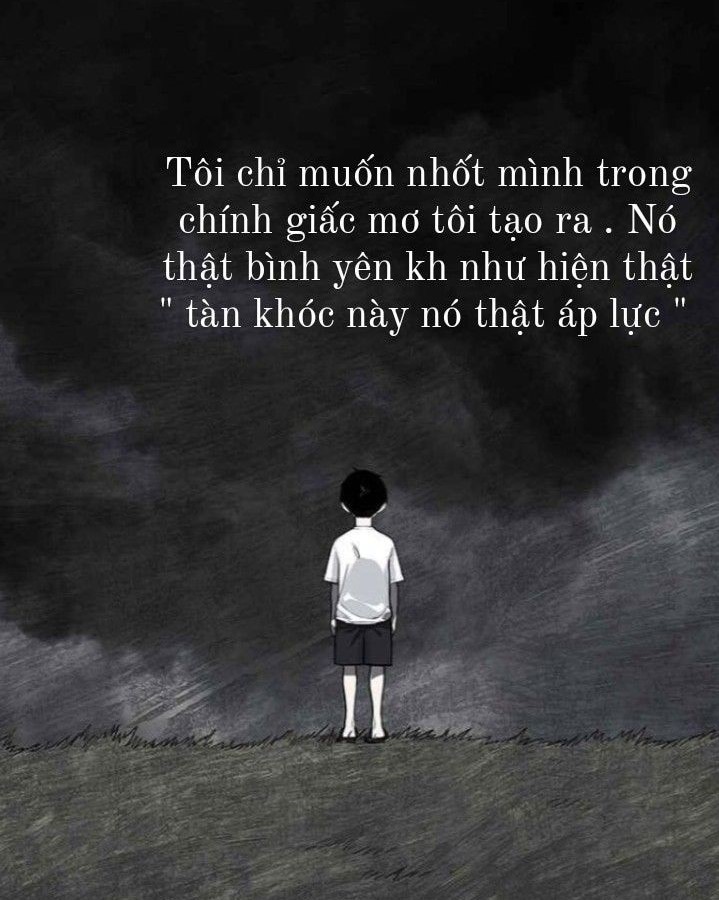 Tôi chỉ muốn nhốt mình trong
chính giấc mơ tôi tạo ra . Nó
thật bình yên kh như hiện thật
" tàn khóc này nó thật áp lực "